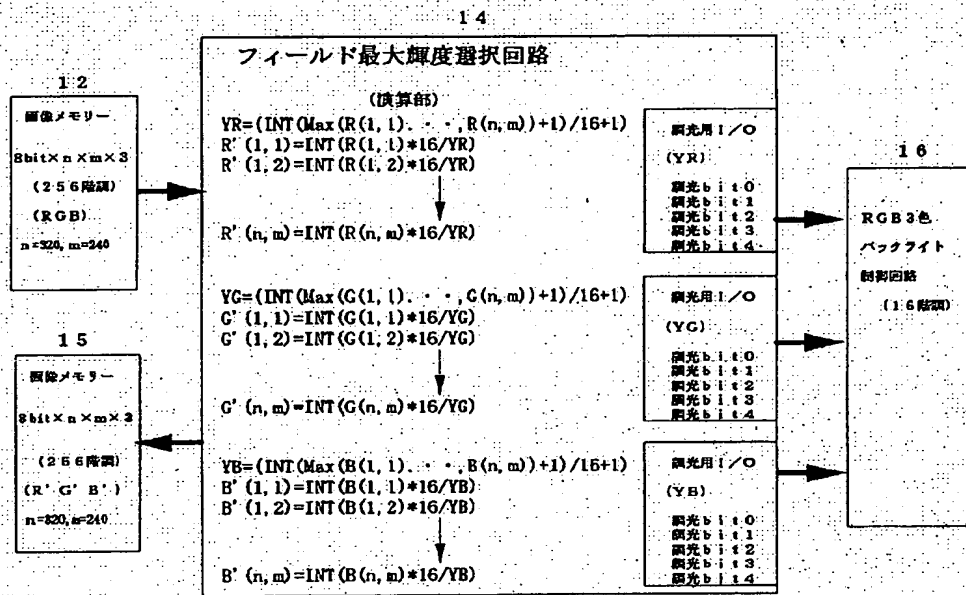 14
フィールド最大輝度選択回路
(演算部)
12
画像メモリー
8bit×n×m×3
(256階調)
(RGB)
n=320, m=240
YR=(INT(Max(R(1,1). · ·,R(n,m))+1)/16+1)
R'(1,1)=INT(R(1,1)*16/YR)
R'(1,2)=INT(R(1,2)*16/YR)
R'(n,m)=INT(R(n,m)*16/YR)
調光用I/O
(YR)
調光bit0
調光bit1
調光bit2
調光bit3
調光bit4
16
RGB3色
バックライト
制御回路
(16階調)
YG=(INT(Max(G(1,1). · ·,G(n,m))+1)/16+1)
G'(1,1)=INT(G(1,1)*16/YG)
G'(1,2)=INT(G(1,2)*16/YG)
G'(n,m)=INT(G(n,m)*16/YG)
調光用I/O
(YG)
調光bit0
調光bit1
調光bit2
調光bit3
調光bit4
15
画像メモリー
8bit×n×m×3
(256階調)
(R' G' B')
n=320, m=240
YB=(INT(Max(B(1,1). · ·,B(n,m))+1)/16+1)
B'(1,1)=INT(B(1,1)*16/YB)
B'(1,2)=INT(B(1,2)*16/YB)
B'(n,m)=INT(B(n,m)*16/YB)
調光用I/O
(YB)
調光bit0
調光bit1
調光bit2
調光bit3
調光bit4